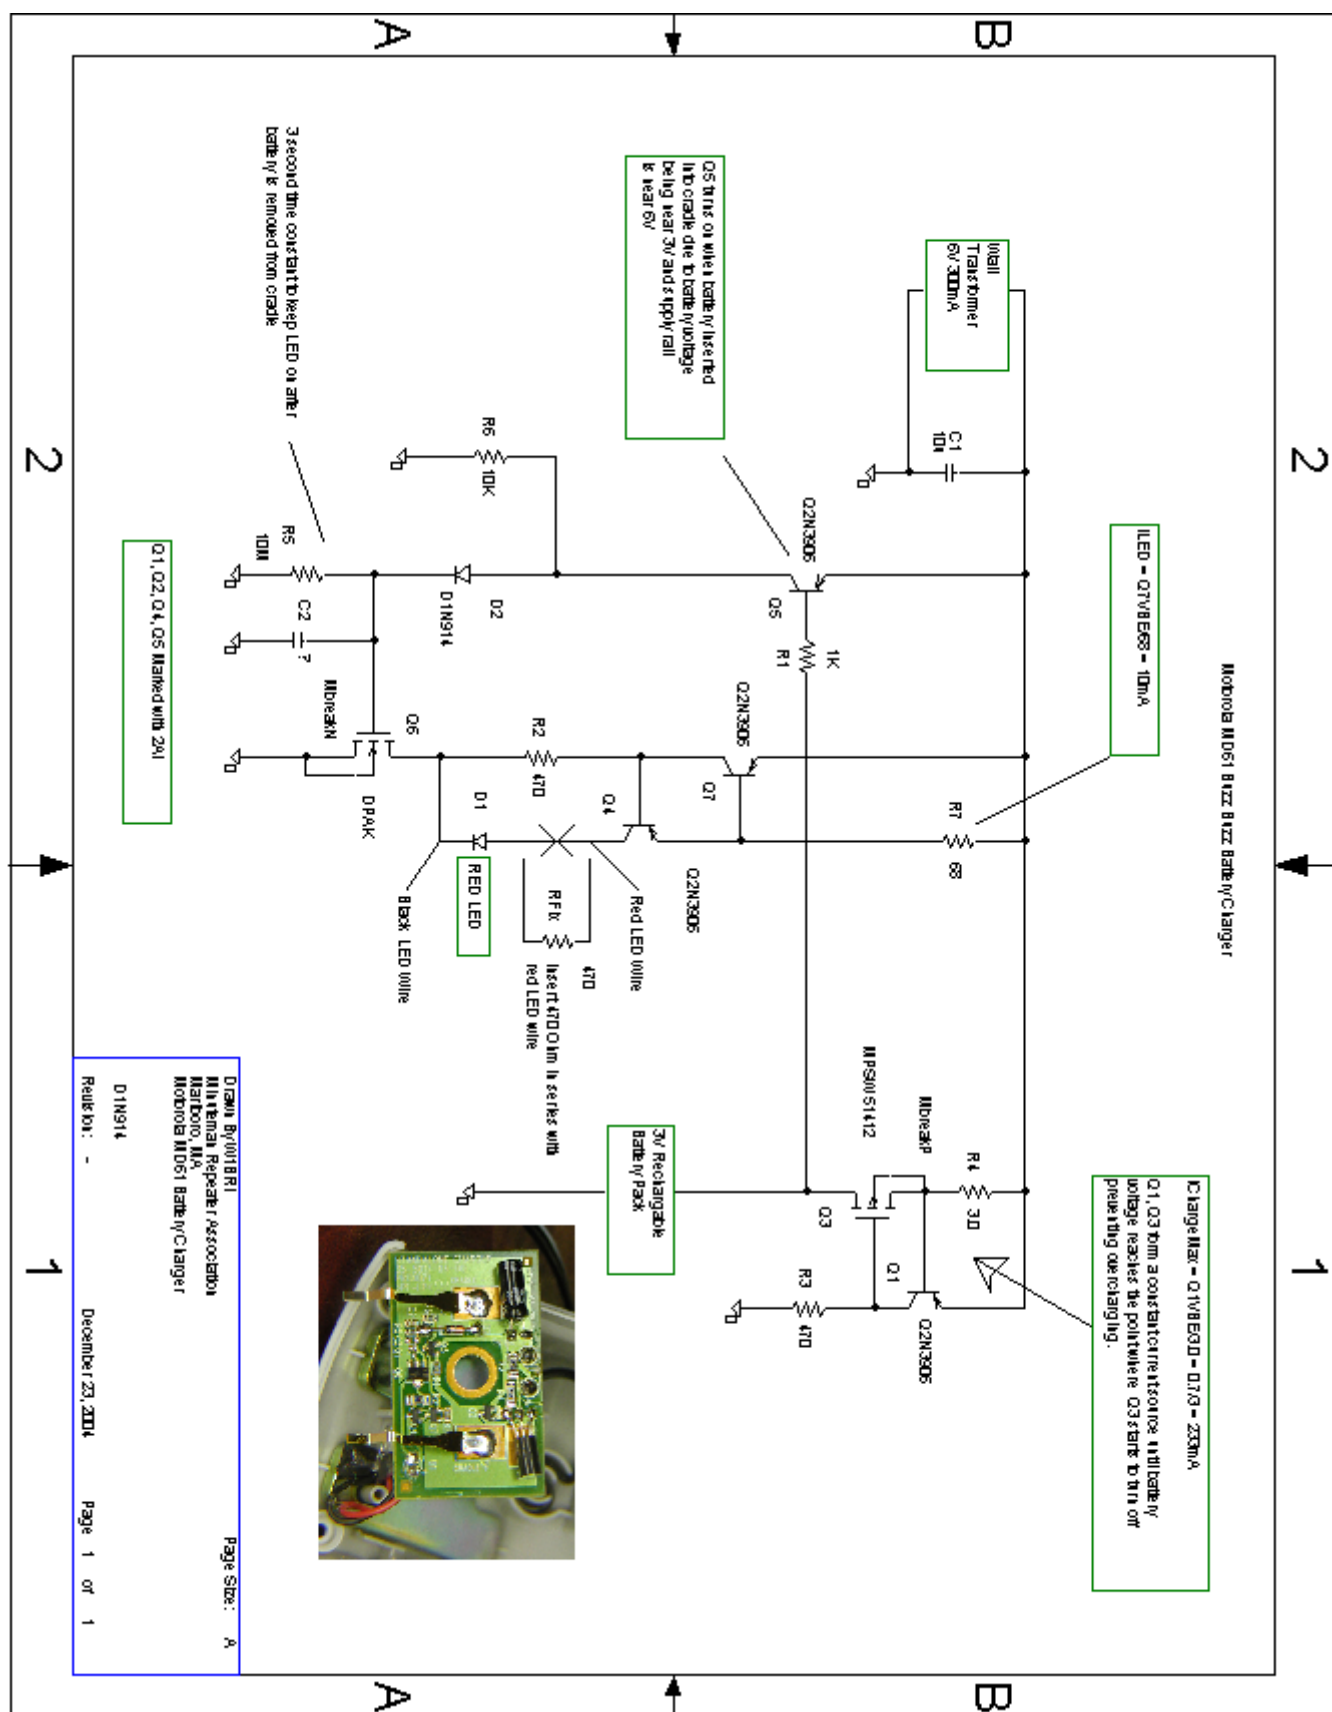 Motorola MD61 Bizz Bizz Battery Charger
2
1
B
B
A
A
2
1
ILED = Q7VBE/68 = 10mA
ICharge Max = Q1VBE/3.0 = 0.7/3 = 233mA
Q1, Q3 form a constant current source until battery
voltage reaches the point where Q3 starts to turn off
preventing overcharging.
Wall
Transformer
6V 300mA
C1
10u
Q2N3906
Q5
R7
68
R4
3.0
Q1
Q2N3906
MbreakP
MPSW51412
Q3
R3
470
1K
R1
Q2N3906
Q7
Q5 turns on when battery inserted
into cradle due to battery voltage
being near 3V and supply rail
is near 6V
3V Rechargable
Battery Pack
Q2N3906
Q4
Red LED Wire
R2
470
RFix
470
Insert 470 Ohm in series with
red LED wire
R6
10K
D2
D1N914
D1
RED LED
Black LED Wire
Q6
MbreakN
DPAK
3 second time constant to keep LED on after
battery is removed from cradle
R5
10M
C2
?
Q1, Q2, Q4, Q5 Marked with 2A
Drawn By W1BRI
Minuteman Repeater Association
Marlboro, MA
Motorola MD61 Battery Charger
Page Size: A
D1N914
Revision: -
December 23, 2004
Page 1 of 1